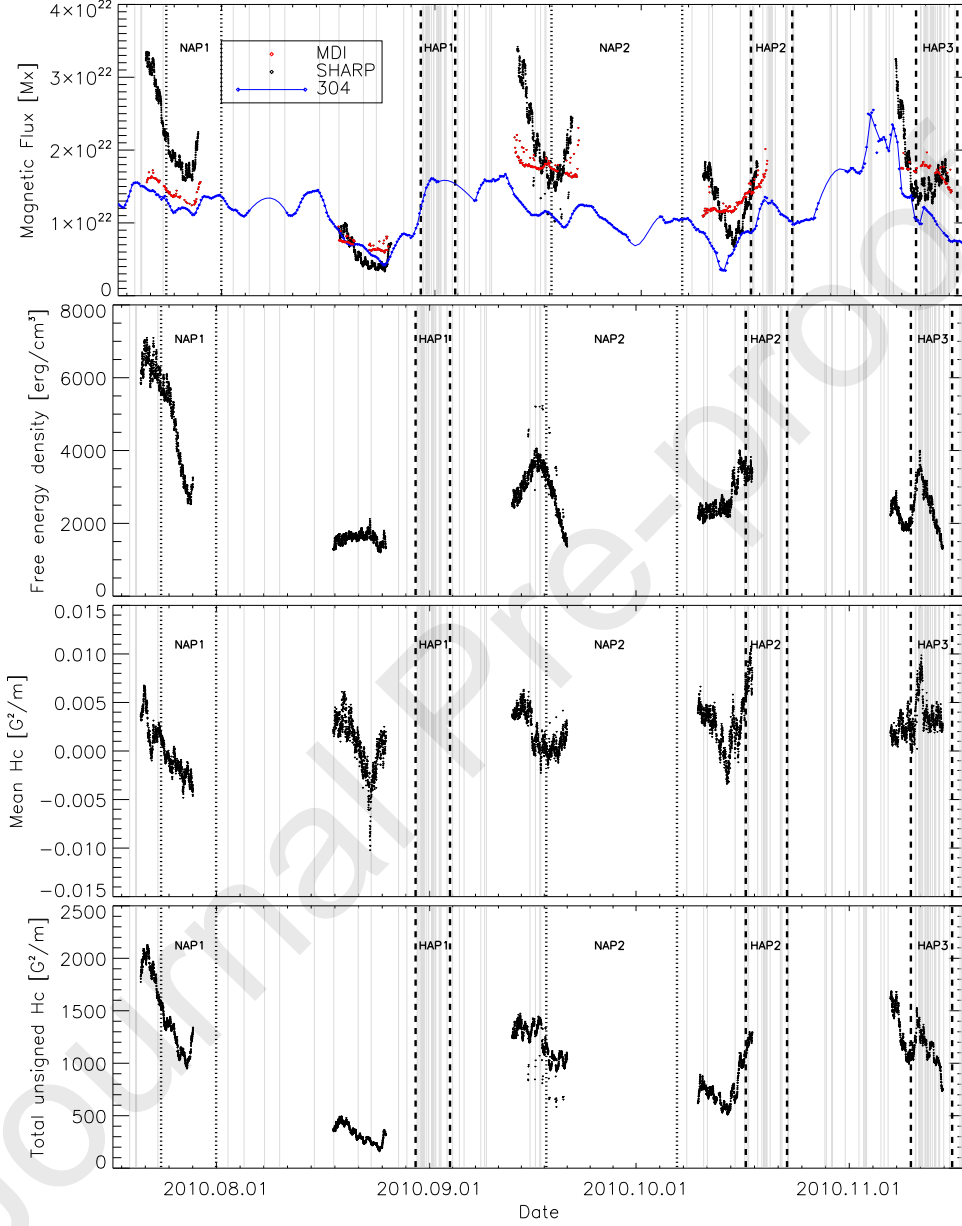 4×10²²
3×10²²
2×10²²
1×10²²
0
Magnetic Flux [Mx]
NAP1
HAP1
NAP2
HAP2
HAP3
MDI
SHARP
304
8000
6000
4000
2000
0
Free energy density [erg/cm³]
NAP1
HAP1
NAP2
HAP2
HAP3
0.015
0.010
0.005
0.000
−0.005
−0.010
−0.015
Mean Hc [G²/m]
NAP1
HAP1
NAP2
HAP2
HAP3
2500
2000
1500
1000
500
0
Total unsigned Hc [G²/m]
NAP1
HAP1
NAP2
HAP2
HAP3
2010.08.01
2010.09.01
2010.10.01
2010.11.01
Date
Journal Pre-proof